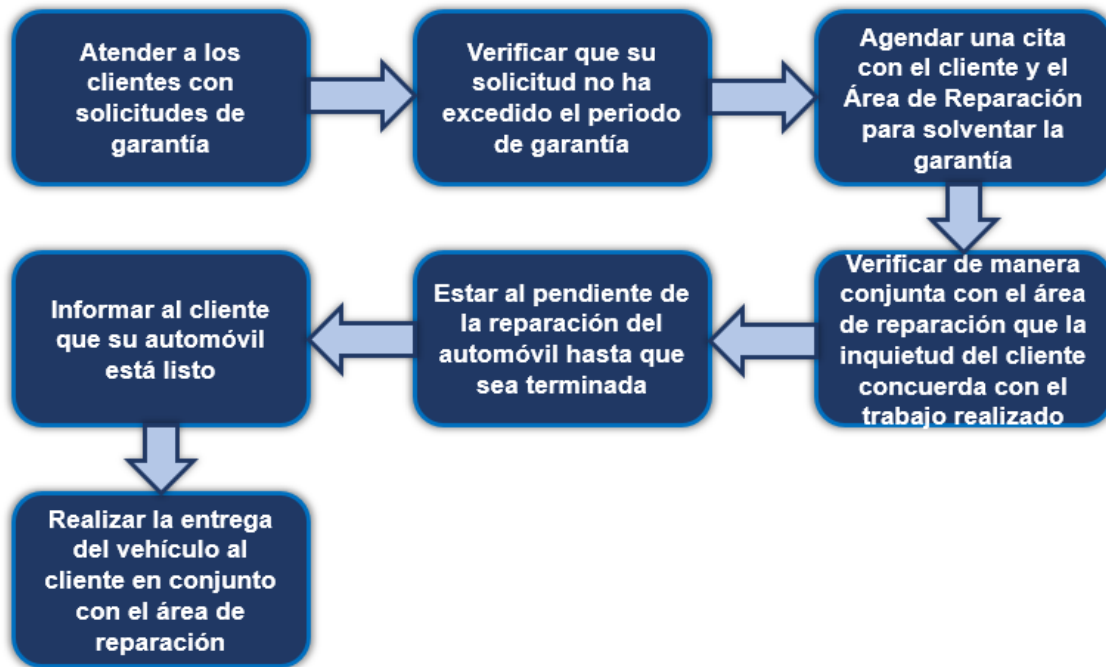 Atender a los
clientes con
solicitudes de
garantía
Verificar que su
solicitud no ha
excedido el periodo
de garantía
Agendar una cita
con el cliente y el
Área de Reparación
para solventar la
garantía
Verificar de manera
conjunta con el área
de reparación que la
inquietud del cliente
concuerda con el
trabajo realizado
Estar al pendiente de
la reparación del
automóvil hasta que
sea terminada
Informar al cliente
que su automóvil
está listo
Realizar la entrega
del vehículo al
cliente en conjunto
con el área de
reparación